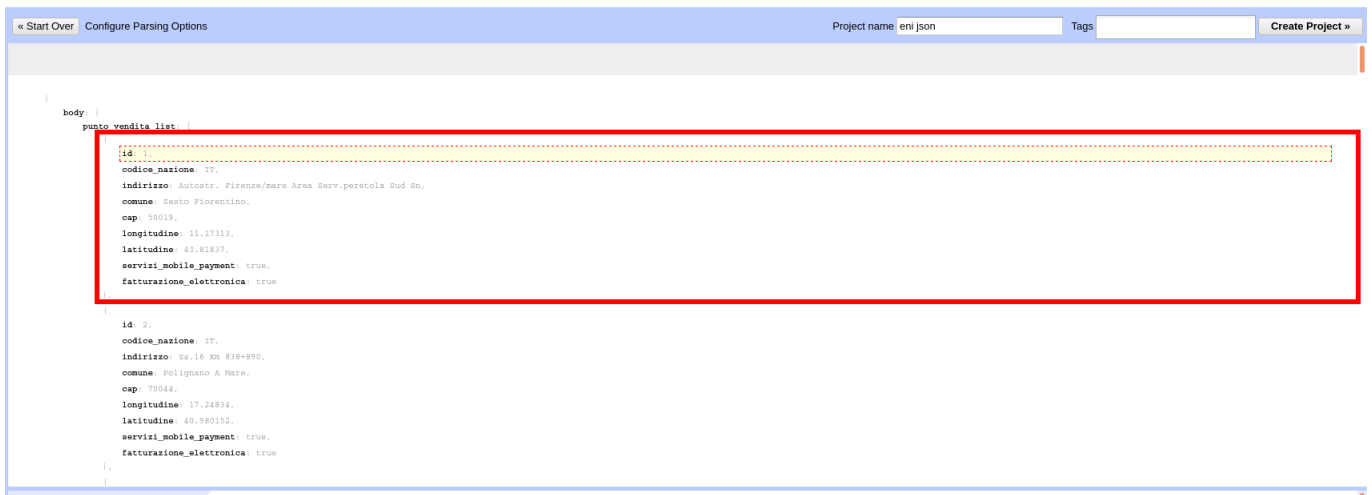 « Start Over Configure Parsing Options Project name eni json Tags Create Project »
{
body: {
punto_vendita_list: [
{
id: 1,
codice_nazione: IT,
indirizzo: Autostr. Firenze/mare Area Serv.peretola Sud Sn,
comune: Sesto Fiorentino,
cap: 50019,
longitudine: 11.17313,
latitudine: 43.81837,
servizi_mobile_payment: true,
fatturazione_elettronica: true
},
{
id: 2,
codice_nazione: IT,
indirizzo: Ss.16 Km 838+890,
comune: Polignano A Mare,
cap: 70044,
longitudine: 17.24834,
latitudine: 40.980152,
servizi_mobile_payment: true,
fatturazione_elettronica: true
},
{